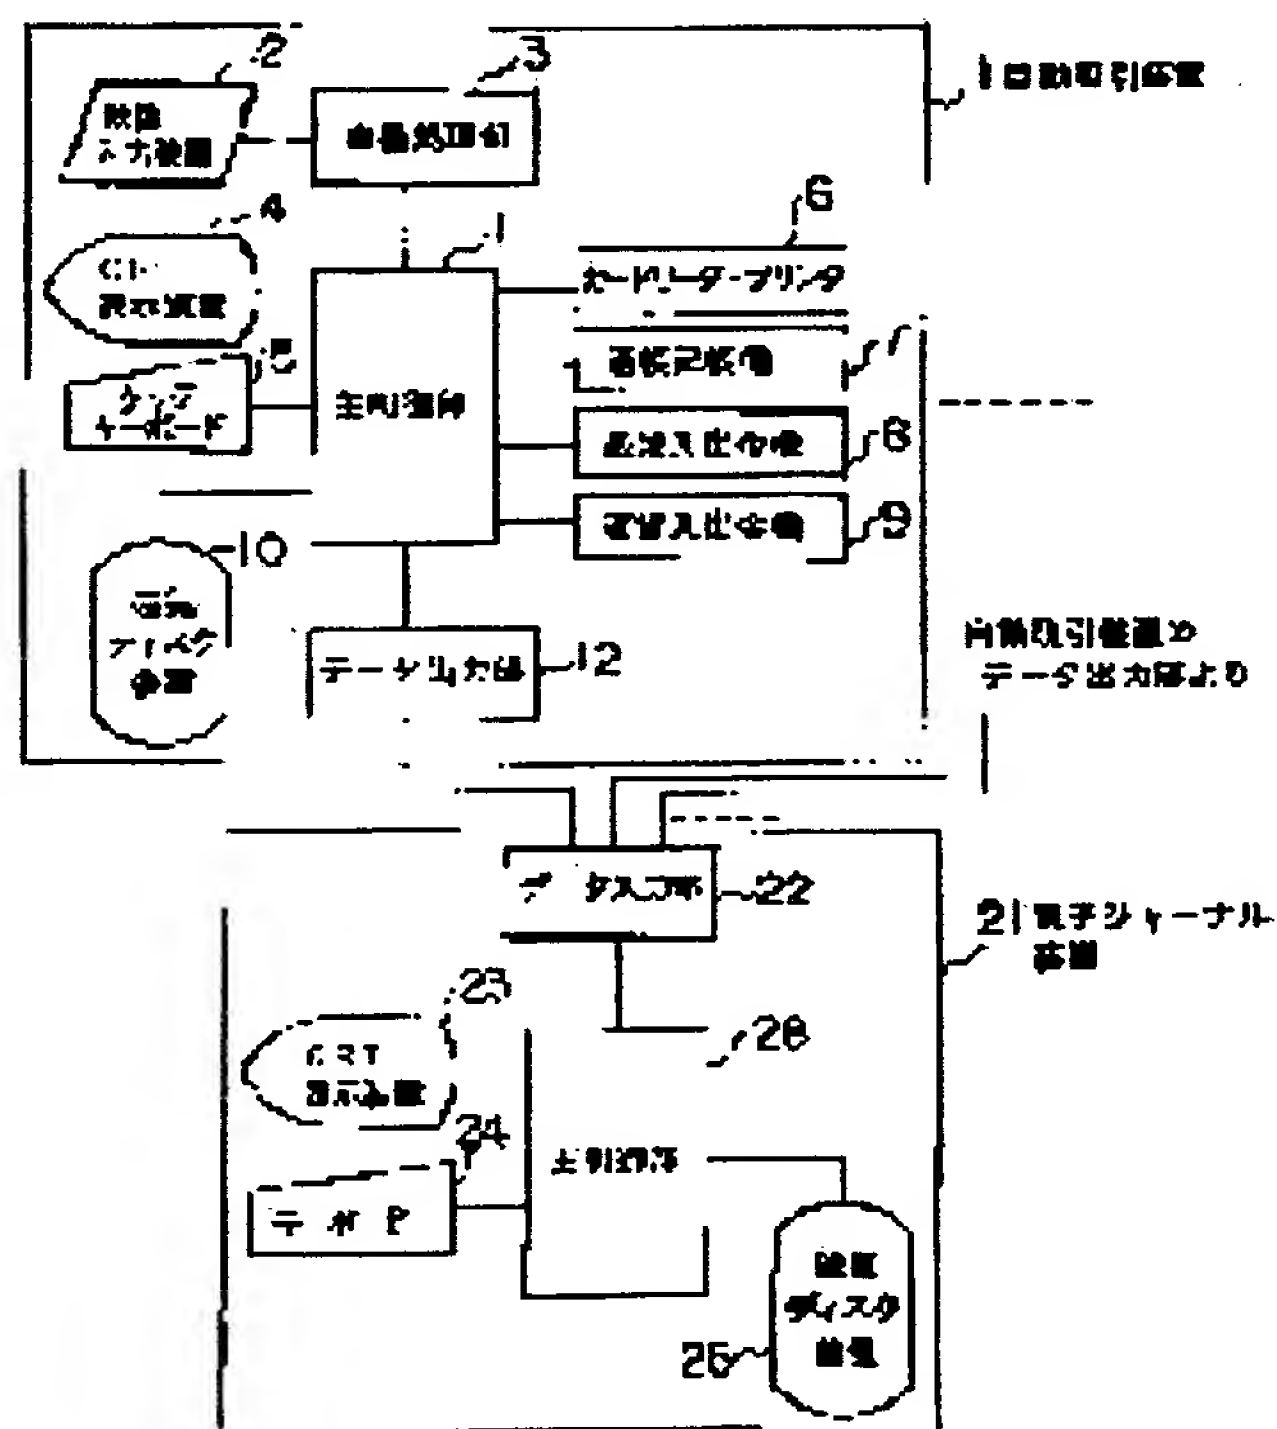 2
3
1 自動取引装置
映像
入力装置
画像処理部
4
表示装置
5
タッチ
キーボード
主制御部
6
カードリーダープリンタ
7
通帳記帳機
8
紙幣入出金機
9
硬貨入出金機
10
磁気
ディスク
装置
データ出力部
12
自動取引装置の
データ出力部より
データ入力部
22
21 電子ジャーナル
装置
23
CRT
表示装置
24
キーボード
主制御部
磁気
ディスク
装置